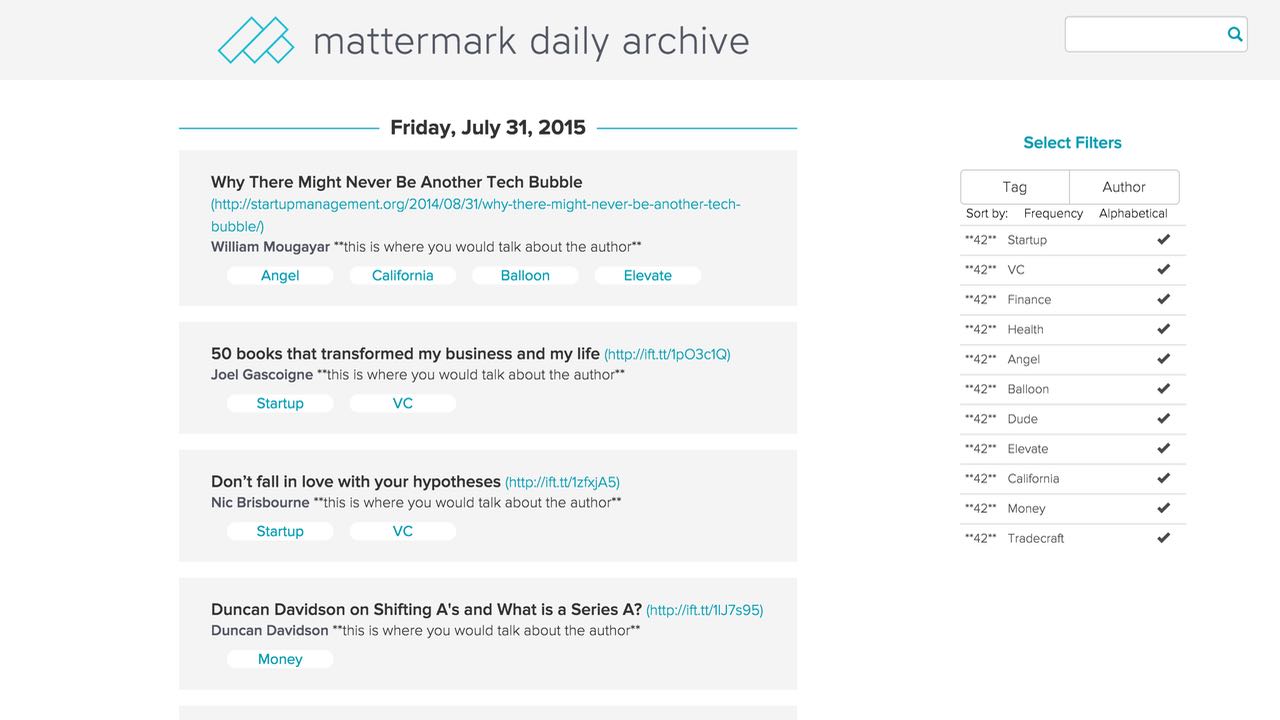 mattermark daily archive
Friday, July 31, 2015
Why There Might Never Be Another Tech Bubble
(http://startupmanagement.org/2014/08/31/why-there-might-never-be-another-tech-
bubble/)
William Mougayar **this is where you would talk about the author**
Angel California Balloon Elevate
50 books that transformed my business and my life (http://ift.tt/1pO3c1Q)
Joel Gascoigne **this is where you would talk about the author**
Startup VC
Don’t fall in love with your hypotheses (http://ift.tt/1zfxjA5)
Nic Brisbourne **this is where you would talk about the author**
Startup VC
Duncan Davidson on Shifting A's and What is a Series A? (http://ift.tt/1lJ7s95)
Duncan Davidson **this is where you would talk about the author**
Money
Select Filters
Tag Author
Sort by: Frequency Alphabetical
**42** Startup
**42** VC
**42** Finance
**42** Health
**42** Angel
**42** Balloon
**42** Dude
**42** Elevate
**42** California
**42** Money
**42** Tradecraft